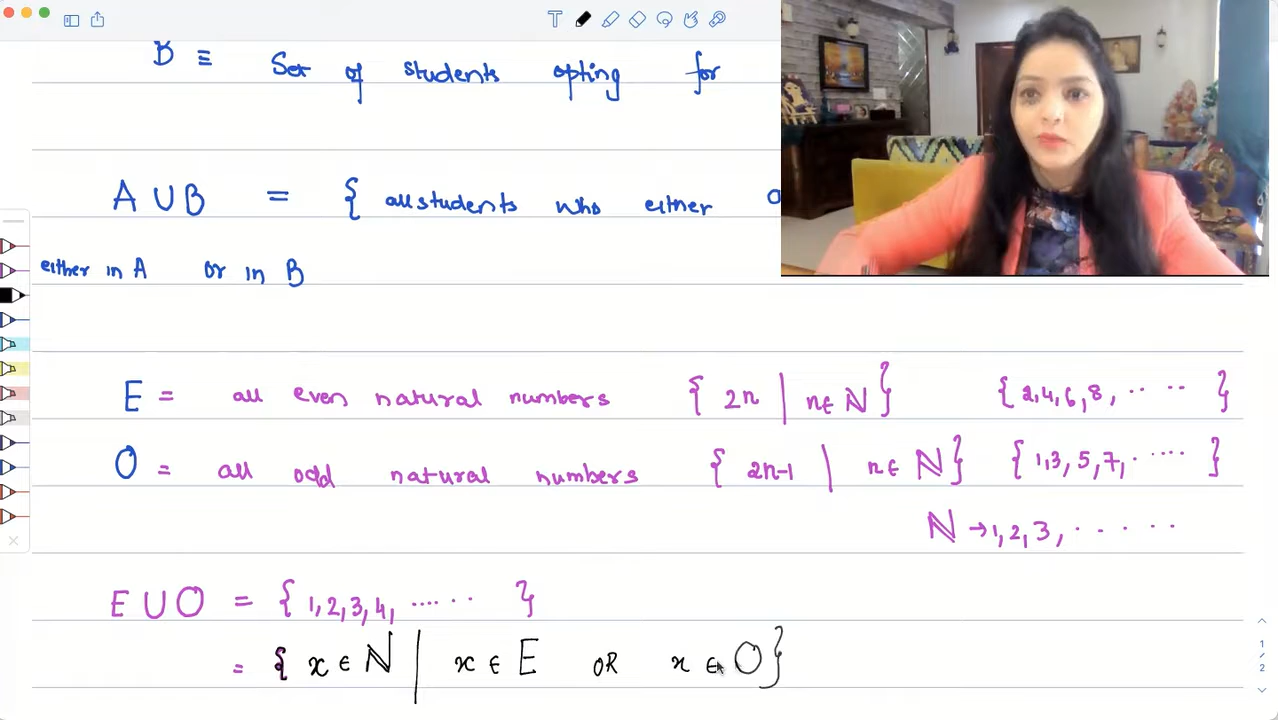 B ≡ Set of students opting for
A ∪ B = { all students who either
either in A or in B
E = all even natural numbers { 2n | n ∈ ℕ } { 2, 4, 6, 8, ···· }
O = all odd natural numbers { 2n-1 | n ∈ ℕ } { 1, 3, 5, 7, ····· }
ℕ → 1, 2, 3, ······
E ∪ O = { 1, 2, 3, 4, ······ }
= { x ∈ ℕ | x ∈ E OR x ∈ O }
1/2